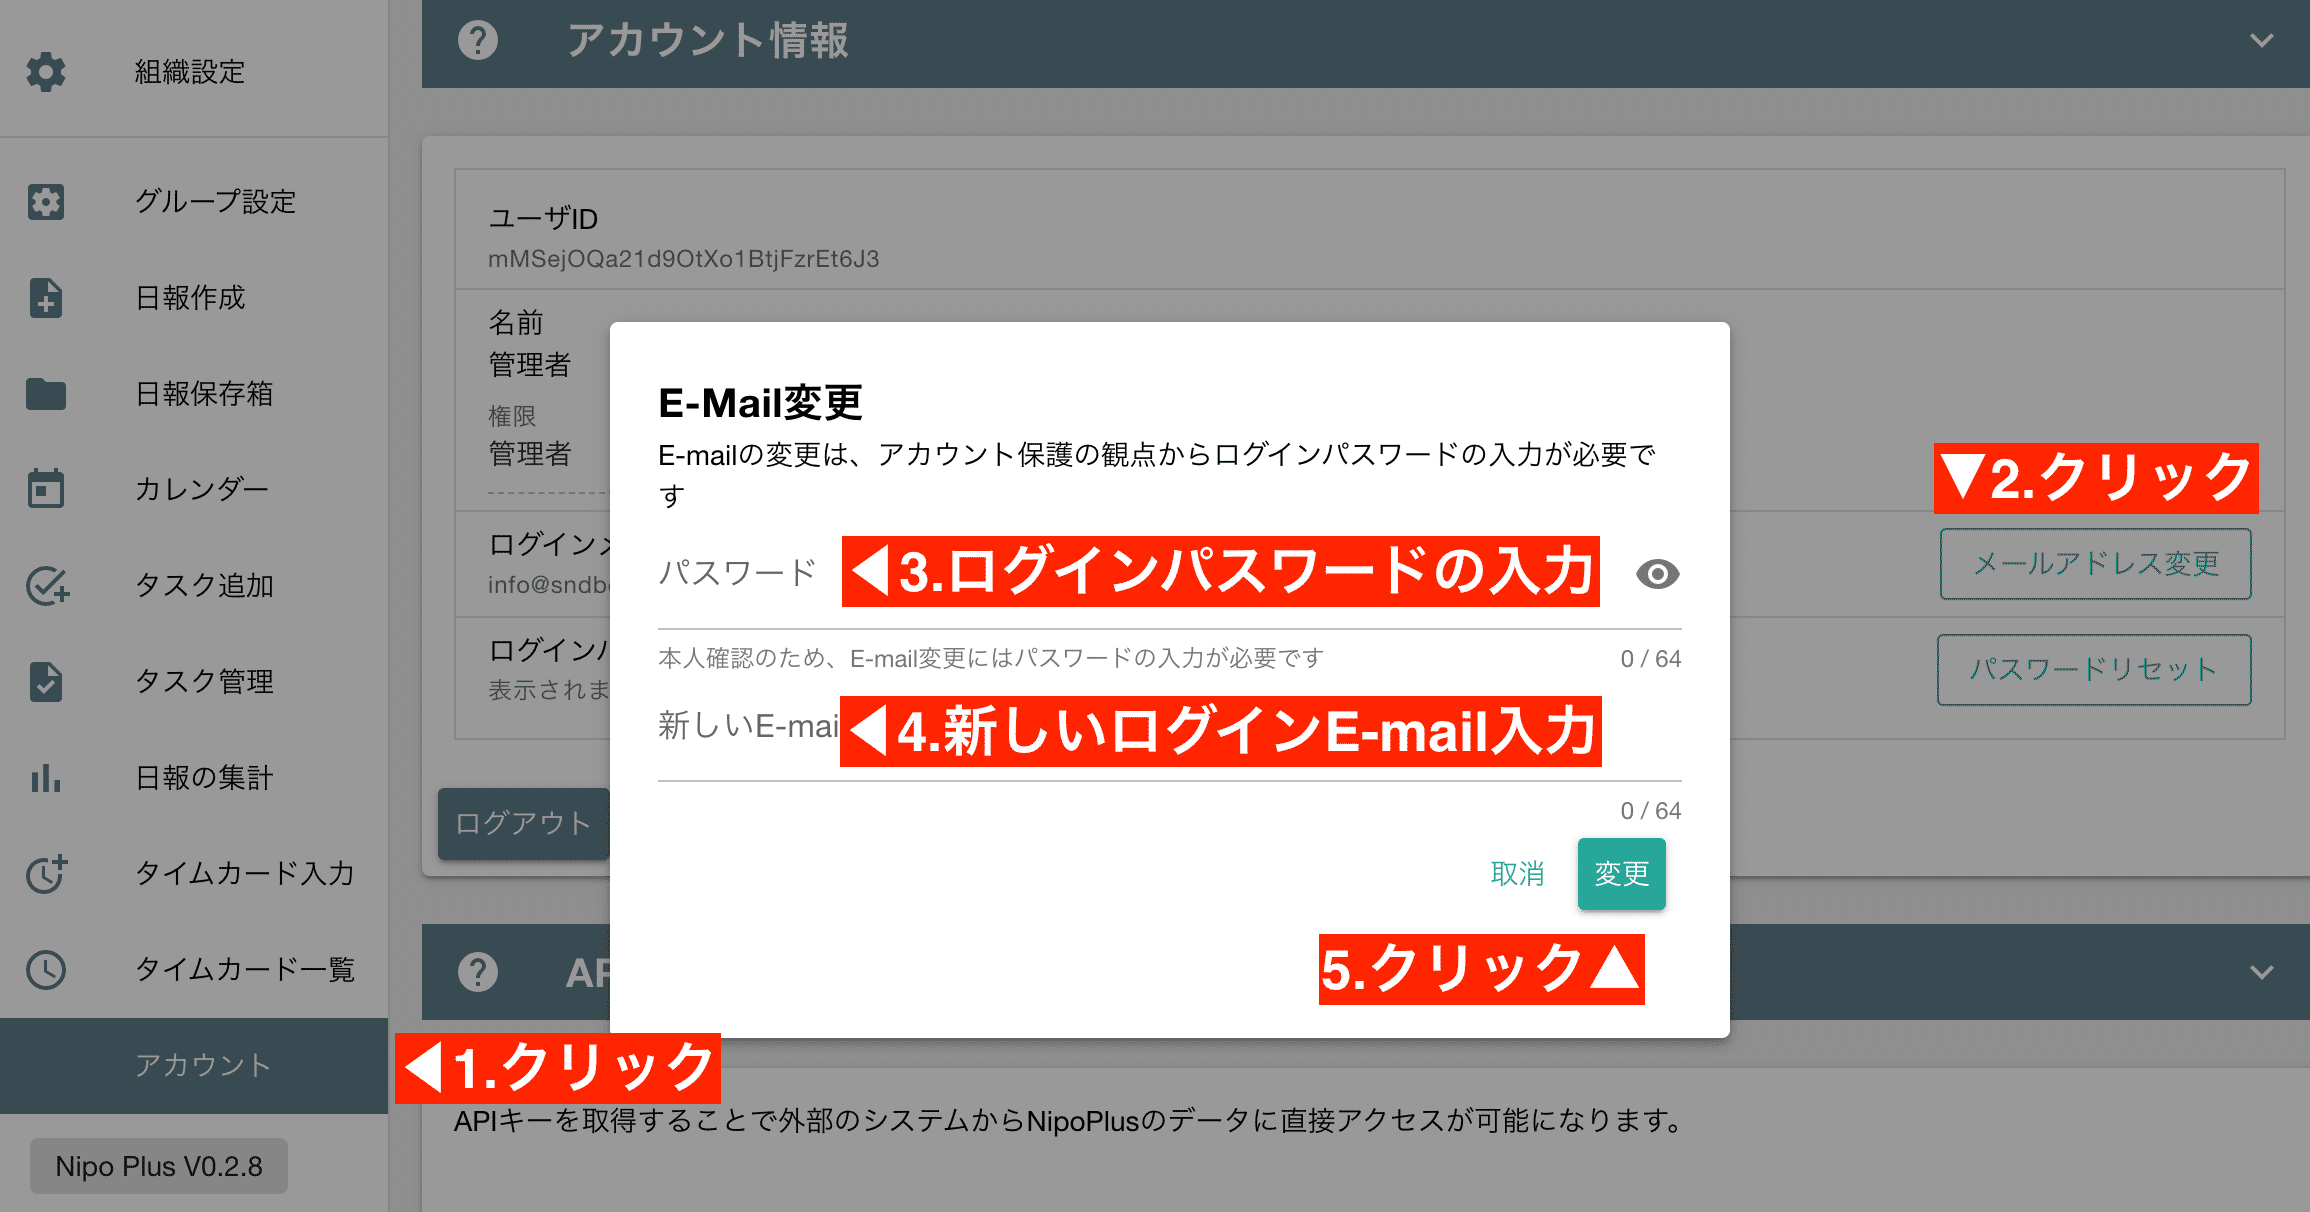 組織設定
グループ設定
日報作成
日報保存箱
カレンダー
タスク追加
タスク管理
日報の集計
タイムカード入力
タイムカード一覧
アカウント
◀1.クリック
Nipo Plus V0.2.8
アカウント情報
ユーザID
mMSejOQa21d9OtXo1BtjFzrEt6J3
名前
管理者
権限
管理者
▼2.クリック
ログインメ
info@sndb
メールアドレス変更
ログインパ
表示されま
パスワードリセット
ログアウト
E-Mail変更
E-mailの変更は、アカウント保護の観点からログインパスワードの入力が必要で
す
パスワード ◀3.ログインパスワードの入力
本人確認のため、E-mail変更にはパスワードの入力が必要です 0 / 64
新しいE-mai ◀4.新しいログインE-mail入力
0 / 64
取消 変更
5.クリック▲
AP
APIキーを取得することで外部のシステムからNipoPlusのデータに直接アクセスが可能になります。